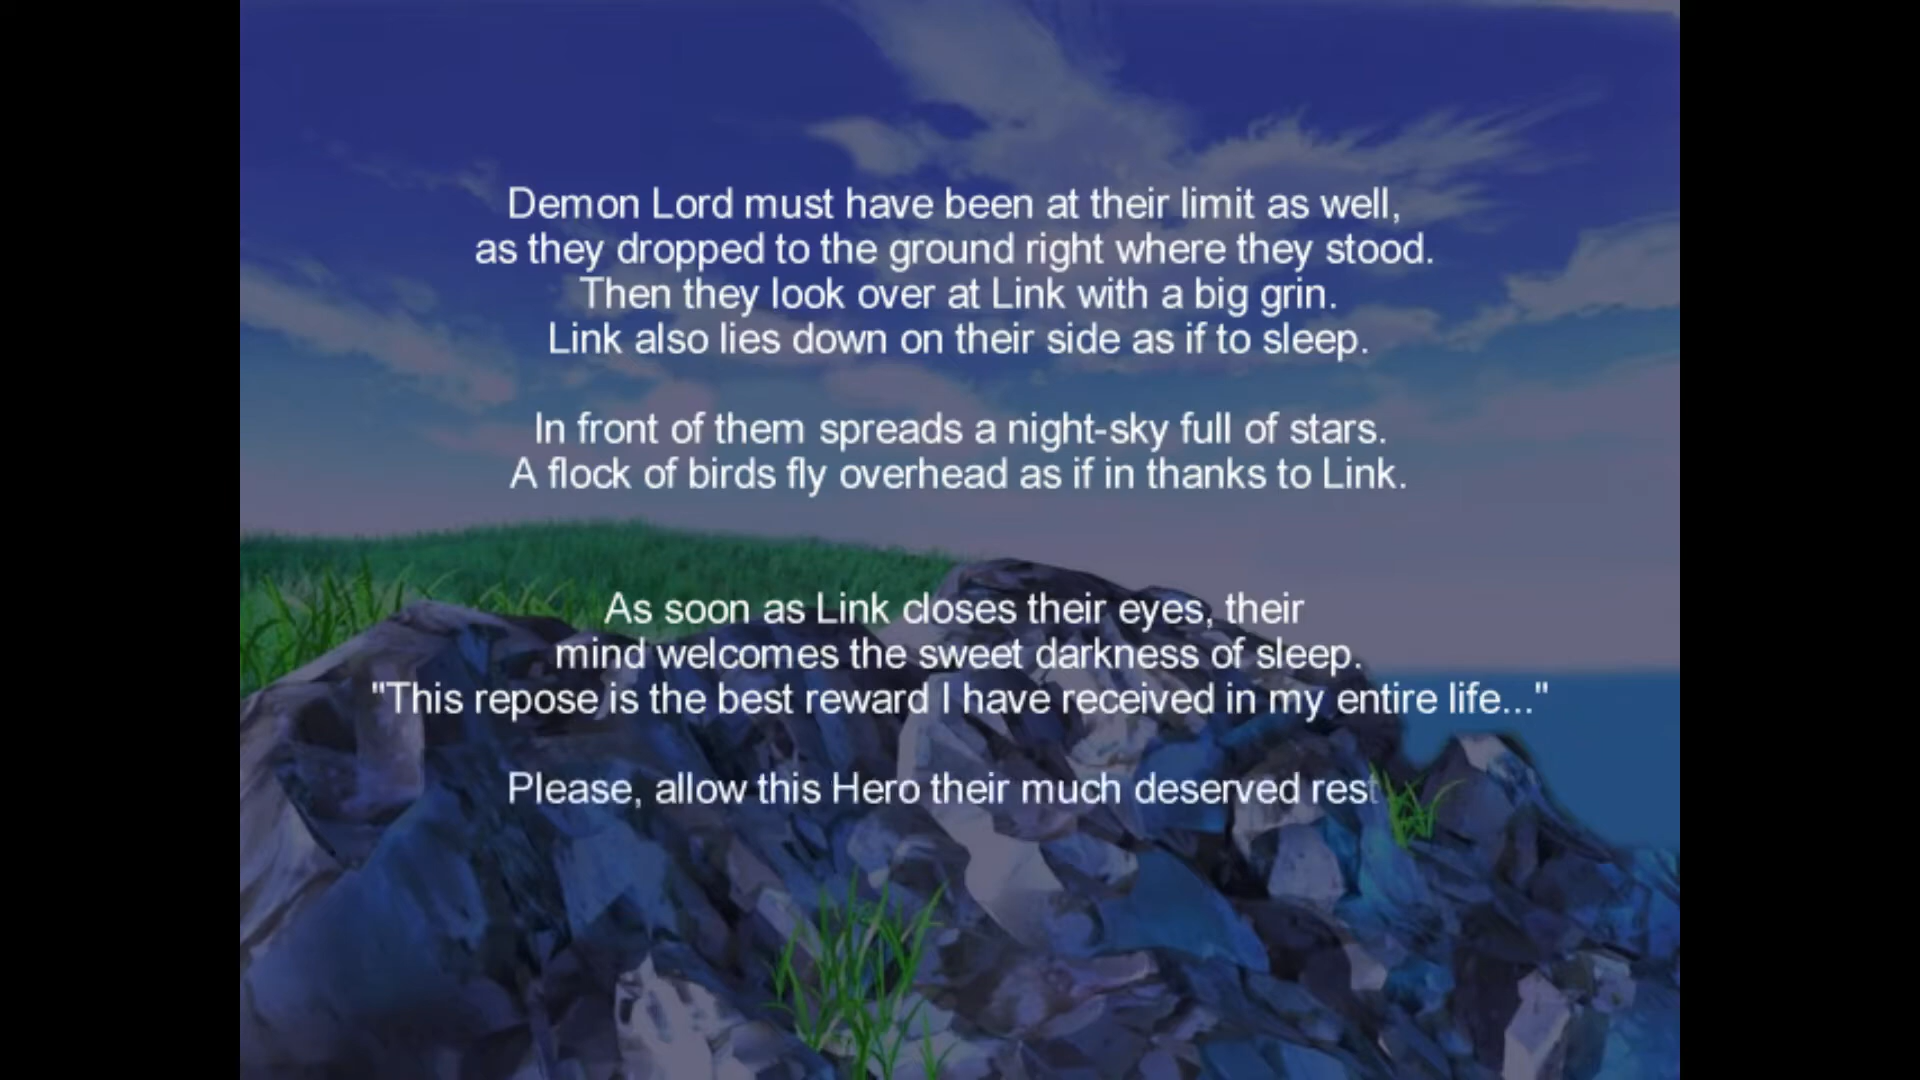 Demon Lord must have been at their limit as well,
as they dropped to the ground right where they stood.
Then they look over at Link with a big grin.
Link also lies down on their side as if to sleep.
In front of them spreads a night-sky full of stars.
A flock of birds fly overhead as if in thanks to Link.
As soon as Link closes their eyes, their
mind welcomes the sweet darkness of sleep.
"This repose is the best reward I have received in my entire life..."
Please, allow this Hero their much deserved rest